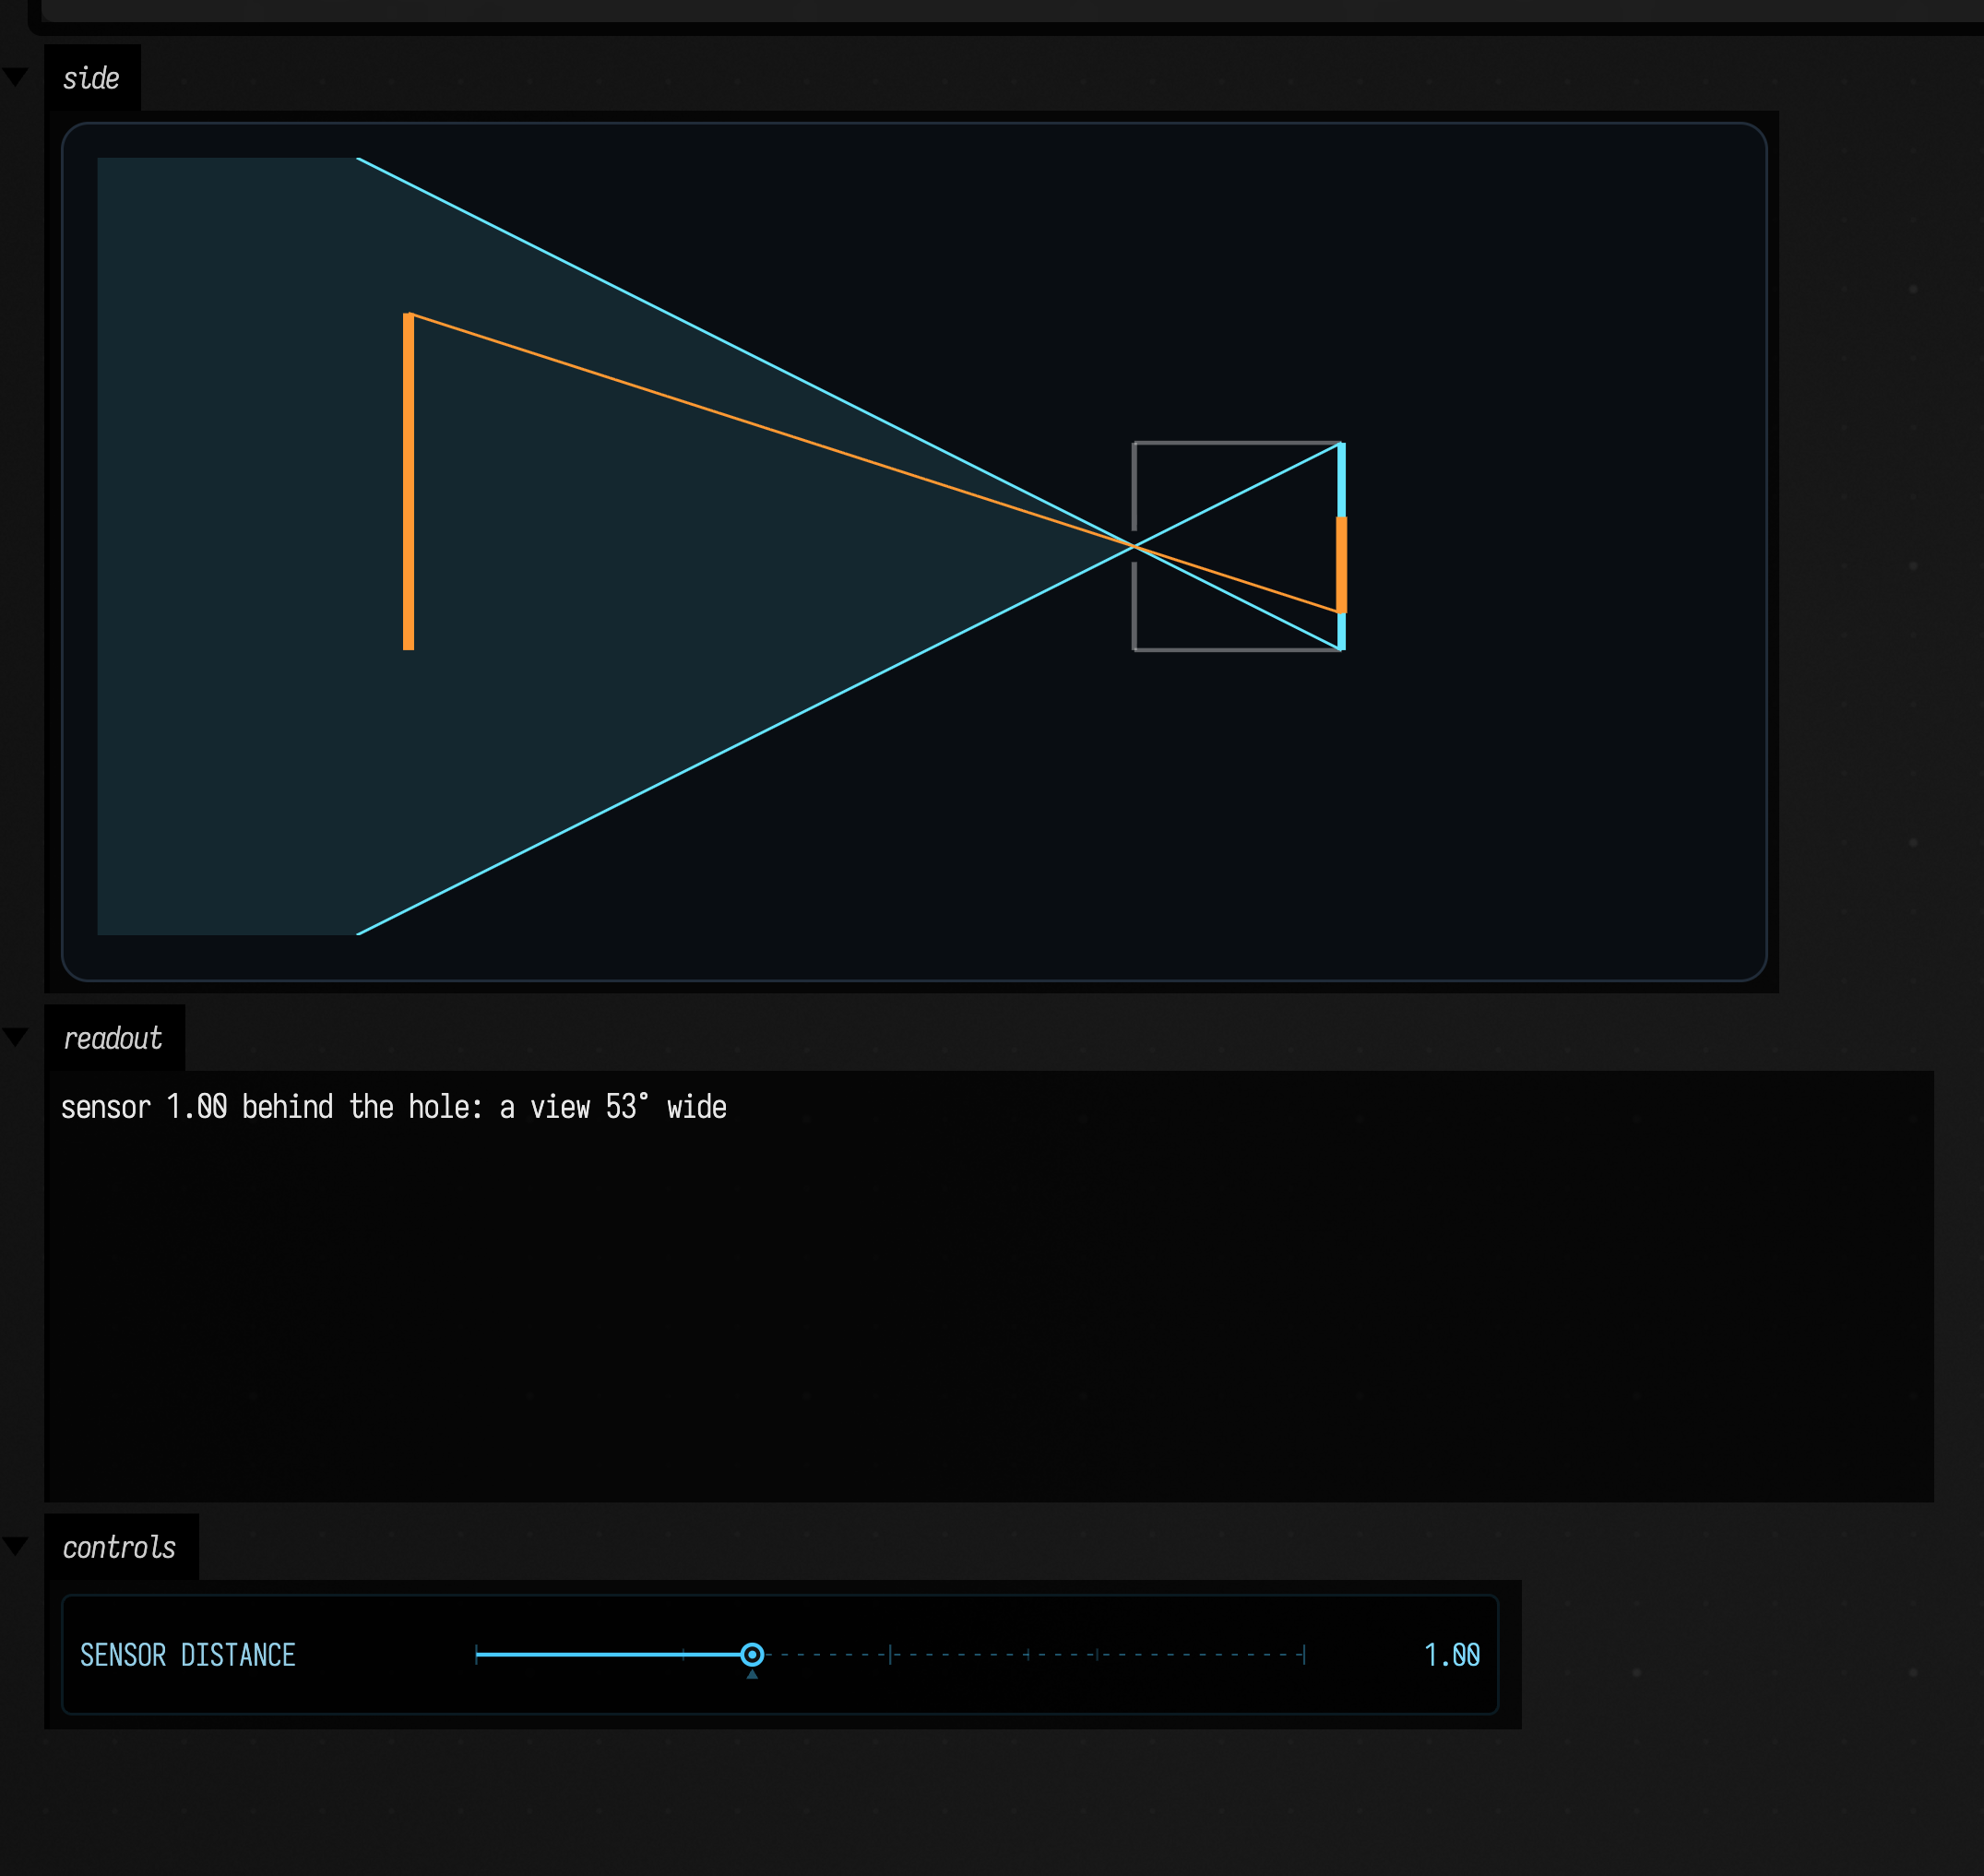 side
readout
sensor 1.00 behind the hole: a view 53° wide
controls
SENSOR DISTANCE 1.00